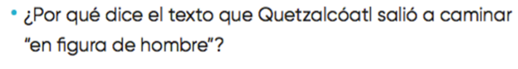 • ¿Por qué dice el texto que Quetzalcóatl salió a caminar
“en figura de hombre”?